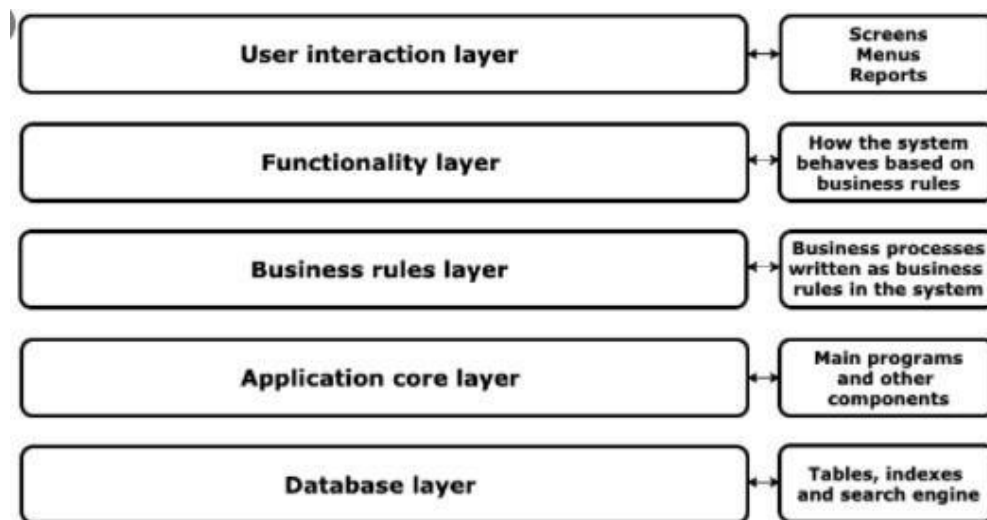 User interaction layer
Screens
Menus
Reports
Functionality layer
How the system
behaves based on
business rules
Business rules layer
Business processes
written as business
rules in the system
Application core layer
Main programs
and other
components
Database layer
Tables, indexes
and search engine